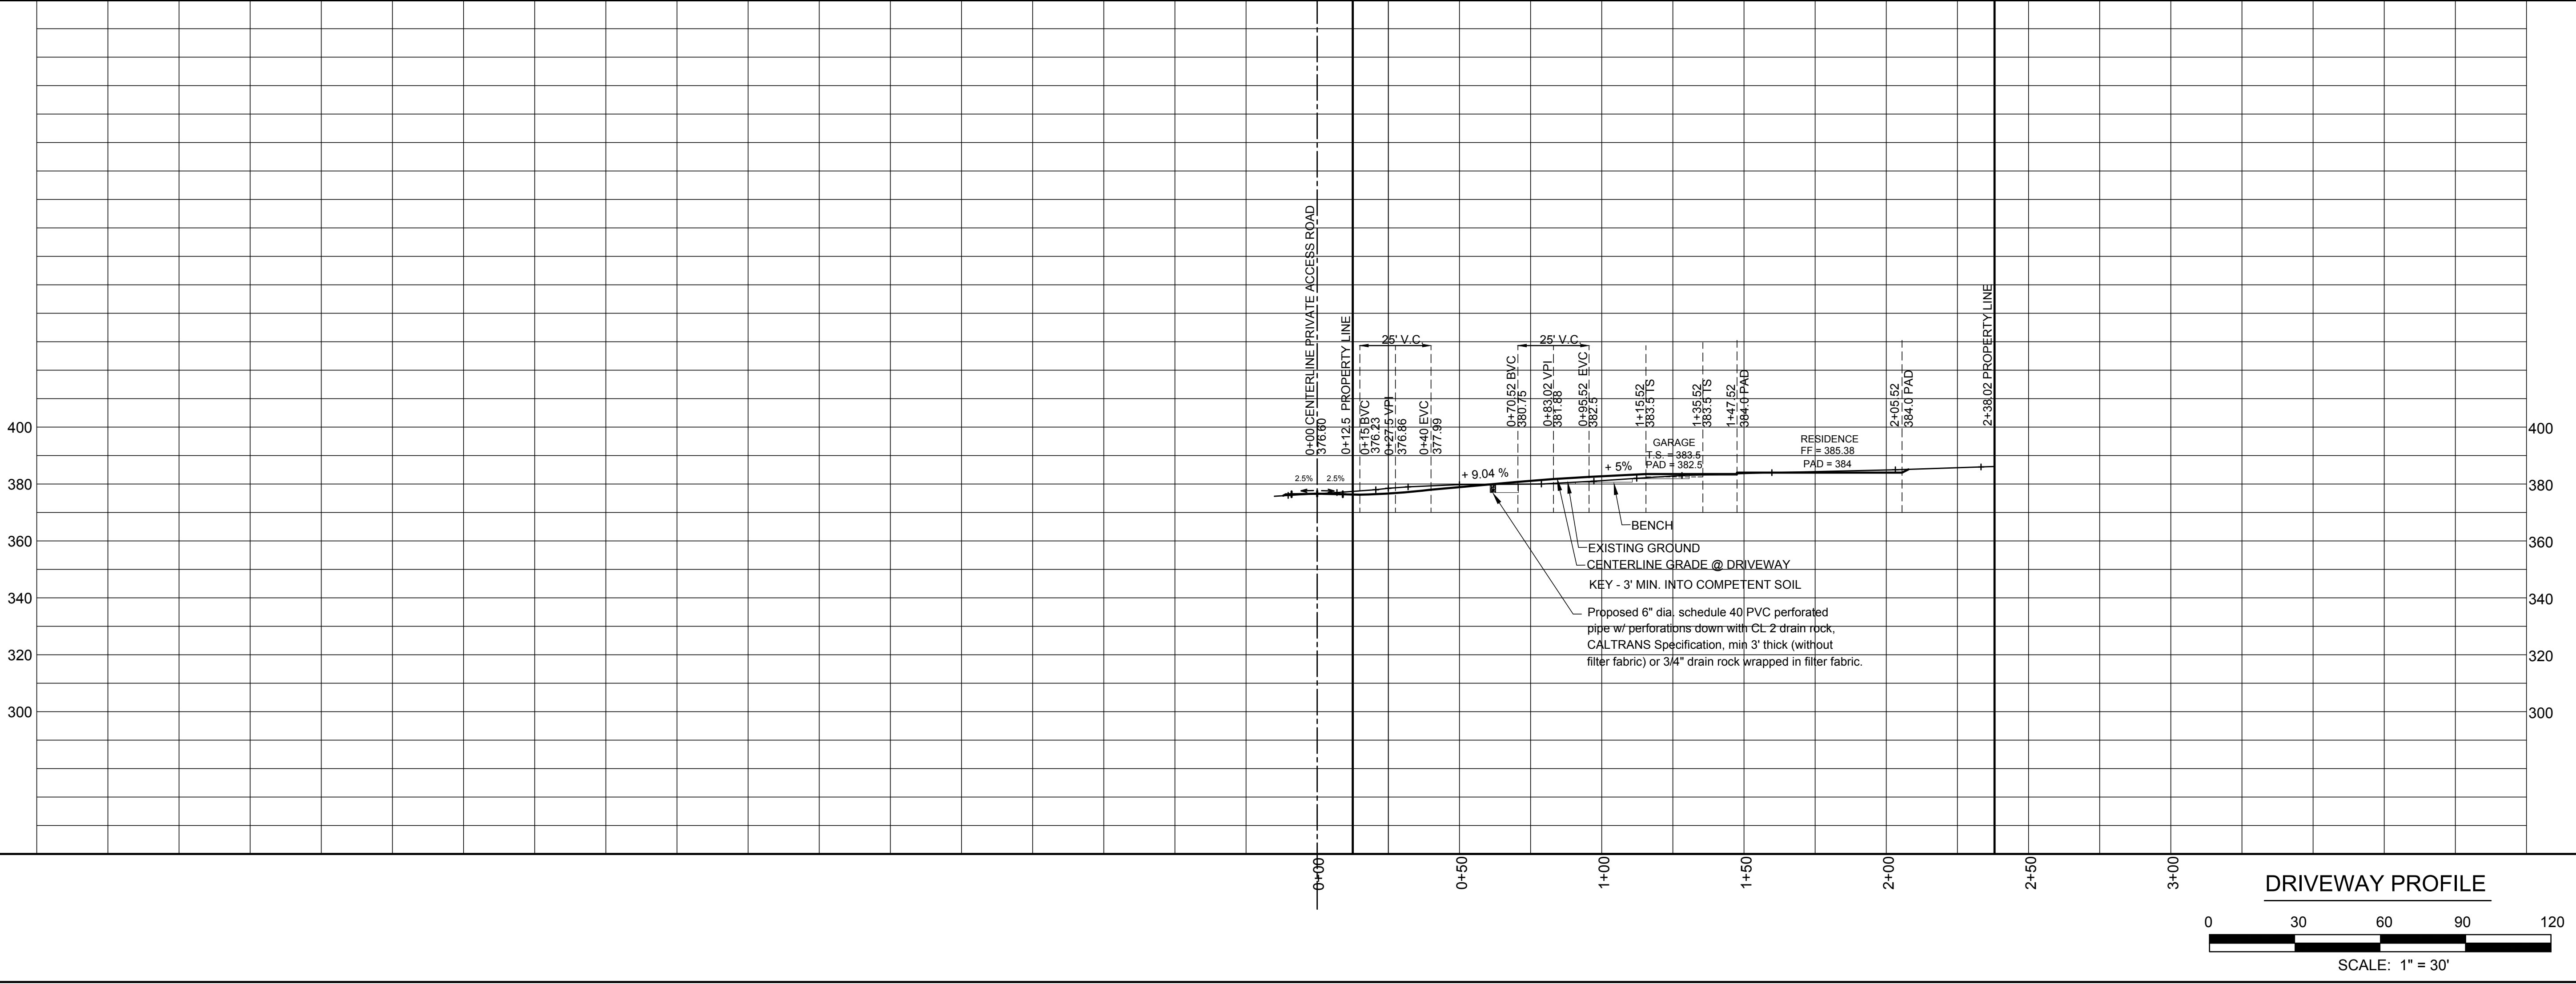 0+00 CENTERLINE PRIVATE ACCESS ROAD
376.60
0+12.5 PROPERTY LINE
25' V.C.
0+15 BVC
376.23
0+27.5 VPI
376.86
0+40 EVC
377.99
25' V.C.
0+70.52 BVC
380.75
0+83.02 VPI
381.88
0+95.52 EVC
382.5
1+15.52
383.5 TS
1+35.52
383.5 TS
1+47.52
384.0 PAD
2+05.52
384.0 PAD
2+38.02 PROPERTY LINE
400
400
GARAGE
T.S. = 383.5
PAD = 382.5
RESIDENCE
FF = 385.38
PAD = 384
2.5%
2.5%
+ 9.04 %
+ 5%
380
380
BENCH
360
360
EXISTING GROUND
CENTERLINE GRADE @ DRIVEWAY
KEY - 3' MIN. INTO COMPETENT SOIL
340
340
Proposed 6" dia. schedule 40 PVC perforated
pipe w/ perforations down with CL 2 drain rock,
CALTRANS Specification, min 3' thick (without
filter fabric) or 3/4" drain rock wrapped in filter fabric.
320
320
300
300
0+00
0+50
1+00
1+50
2+00
2+50
3+00
DRIVEWAY PROFILE
0 30 60 90 120
SCALE: 1" = 30'